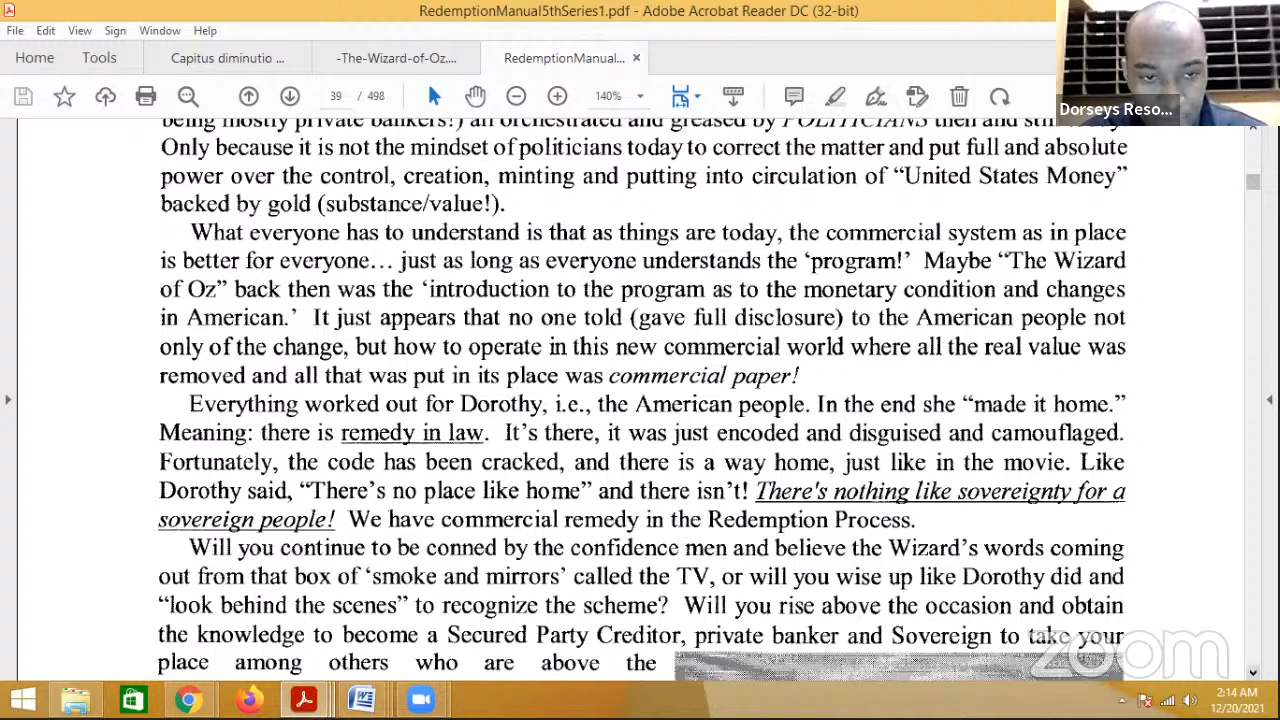 RedemptionManual5thSeries1.pdf - Adobe Acrobat Reader DC (32-bit)
File Edit View Sign Window Help
Home Tools Capitus diminutio ... -The-Wizard-of-Oz.... RedemptionManual... ×
39 / 498 140%
Dorseys Reso...
being mostly private all orchestrated and greased by POLITICIANS then and still
Only because it is not the mindset of politicians today to correct the matter and put full and absolute
power over the control, creation, minting and putting into circulation of “United States Money”
backed by gold (substance/value!).
What everyone has to understand is that as things are today, the commercial system as in place
is better for everyone… just as long as everyone understands the ‘program!’ Maybe “The Wizard
of Oz” back then was the ‘introduction to the program as to the monetary condition and changes
in American.’ It just appears that no one told (gave full disclosure) to the American people not
only of the change, but how to operate in this new commercial world where all the real value was
removed and all that was put in its place was commercial paper!
Everything worked out for Dorothy, i.e., the American people. In the end she “made it home.”
Meaning: there is remedy in law. It’s there, it was just encoded and disguised and camouflaged.
Fortunately, the code has been cracked, and there is a way home, just like in the movie. Like
Dorothy said, “There’s no place like home” and there isn’t! There's nothing like sovereignty for a
sovereign people! We have commercial remedy in the Redemption Process.
Will you continue to be conned by the confidence men and believe the Wizard’s words coming
out from that box of ‘smoke and mirrors’ called the TV, or will you wise up like Dorothy did and
“look behind the scenes” to recognize the scheme? Will you rise above the occasion and obtain
the knowledge to become a Secured Party Creditor, private banker and Sovereign to take your
place among others who are above the
zoom
2:14 AM
12/20/2021